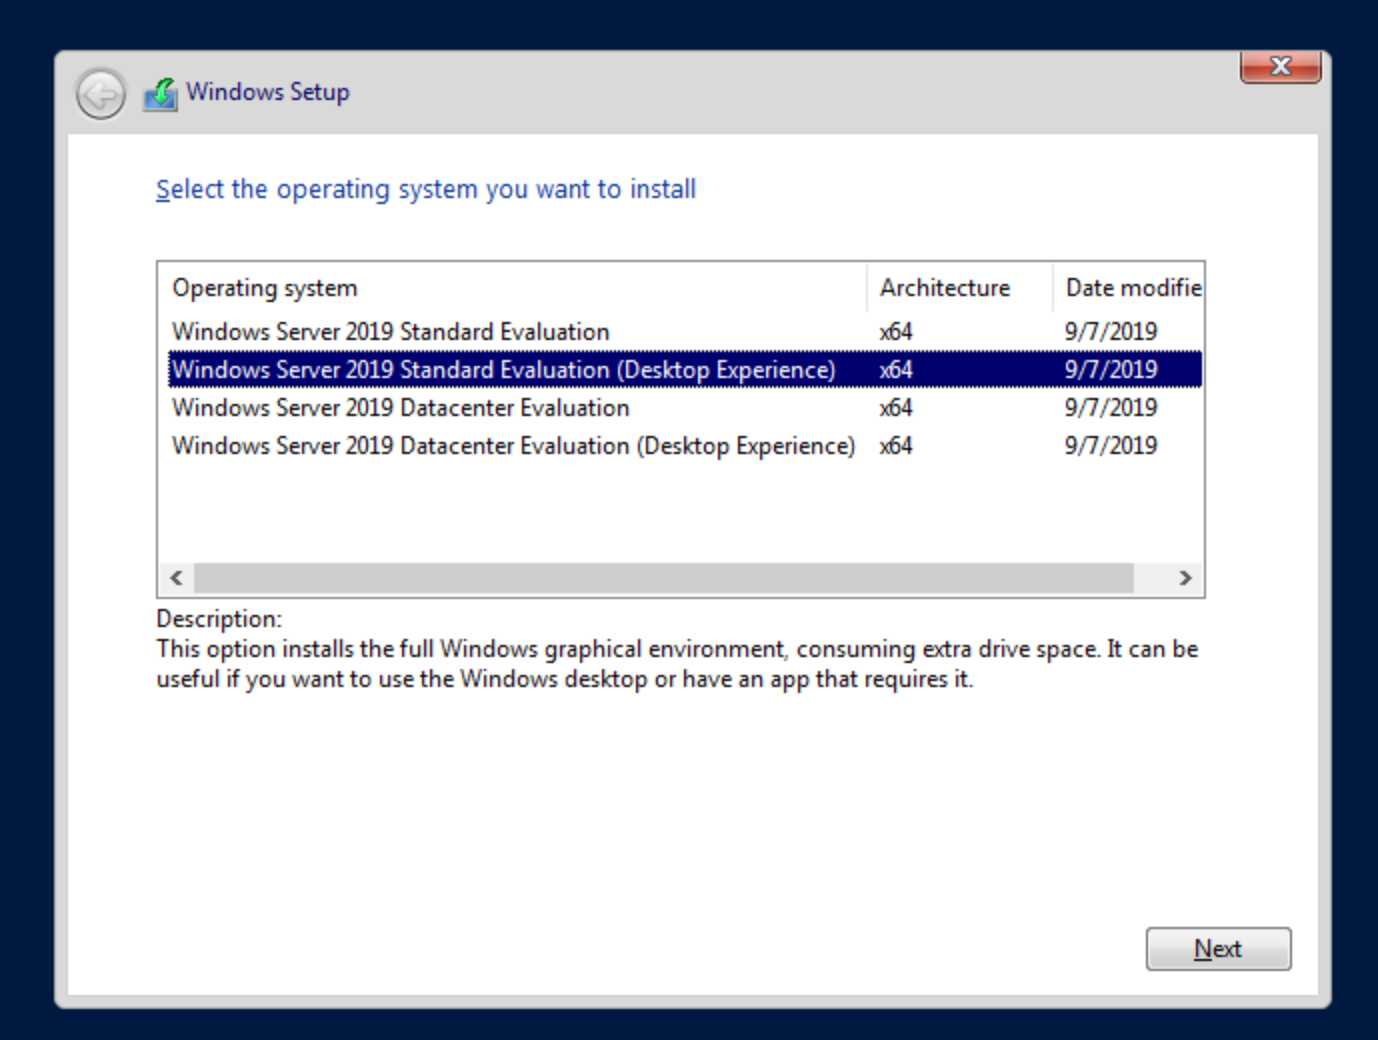 Windows Setup
Select the operating system you want to install
Operating system Architecture Date modifie
Windows Server 2019 Standard Evaluation x64 9/7/2019
Windows Server 2019 Standard Evaluation (Desktop Experience) x64 9/7/2019
Windows Server 2019 Datacenter Evaluation x64 9/7/2019
Windows Server 2019 Datacenter Evaluation (Desktop Experience) x64 9/7/2019
Description:
This option installs the full Windows graphical environment, consuming extra drive space. It can be
useful if you want to use the Windows desktop or have an app that requires it.
Next